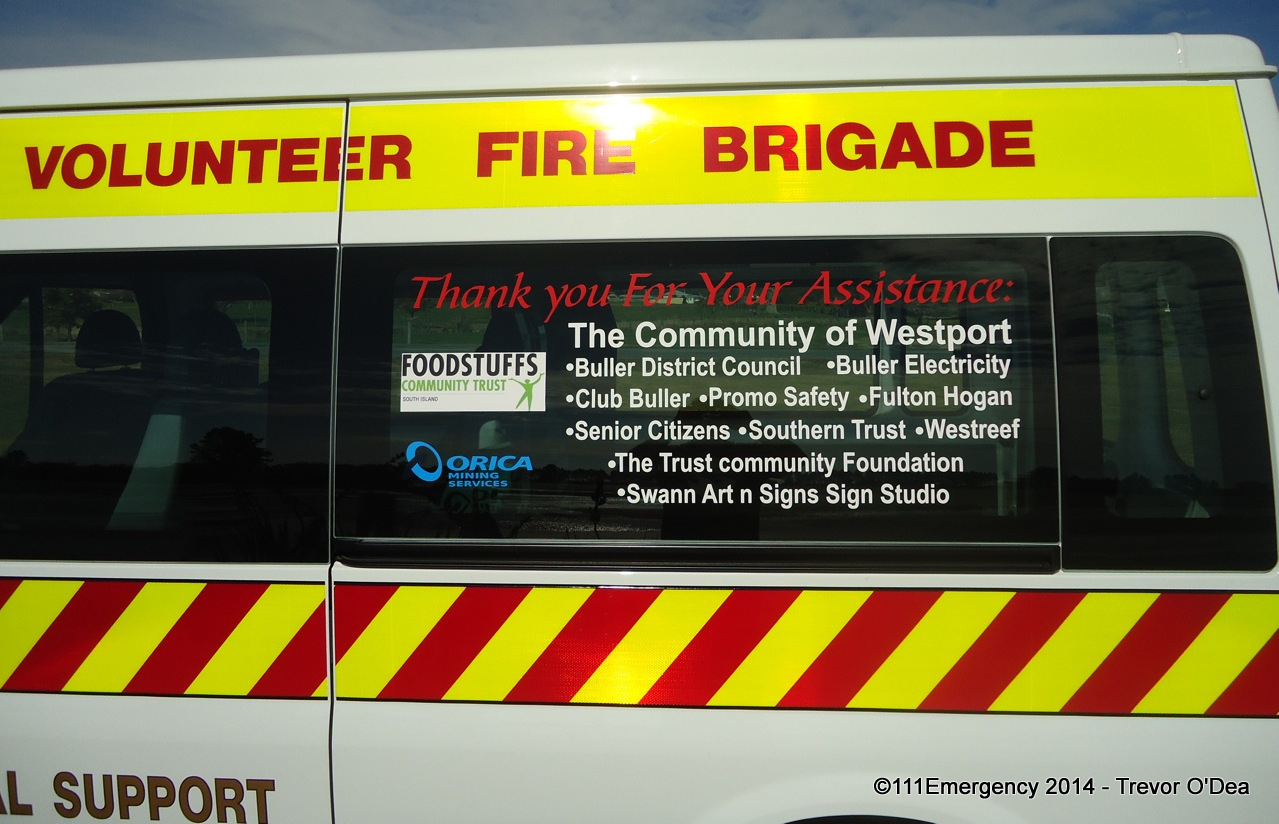 VOLUNTEER FIRE BRIGADE
Thank you For Your Assistance:
The Community of Westport
•Buller District Council •Buller Electricity
•Club Buller •Promo Safety •Fulton Hogan
•Senior Citizens •Southern Trust •Westreef
•The Trust community Foundation
•Swann Art n Signs Sign Studio
FOODSTUFFS
COMMUNITY TRUST
SOUTH ISLAND
ORICA
MINING
SERVICES
SUPPORT
©111Emergency 2014 - Trevor O'Dea